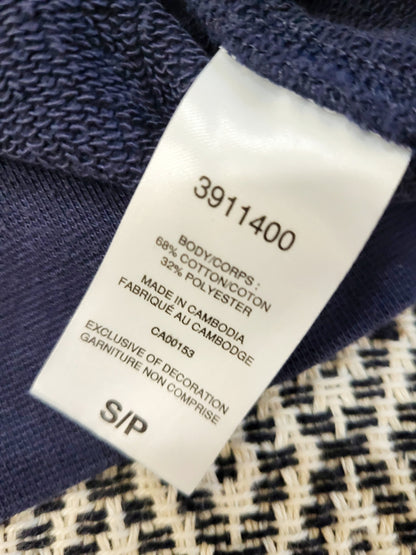 3911400
BODY/CORPS :
68% COTTON/COTON
32% POLYESTER
MADE IN CAMBODIA
FABRIQUÉ AU CAMBODGE
CA00153
EXCLUSIVE OF DECORATION
GARNITURE NON COMPRISE
S/P